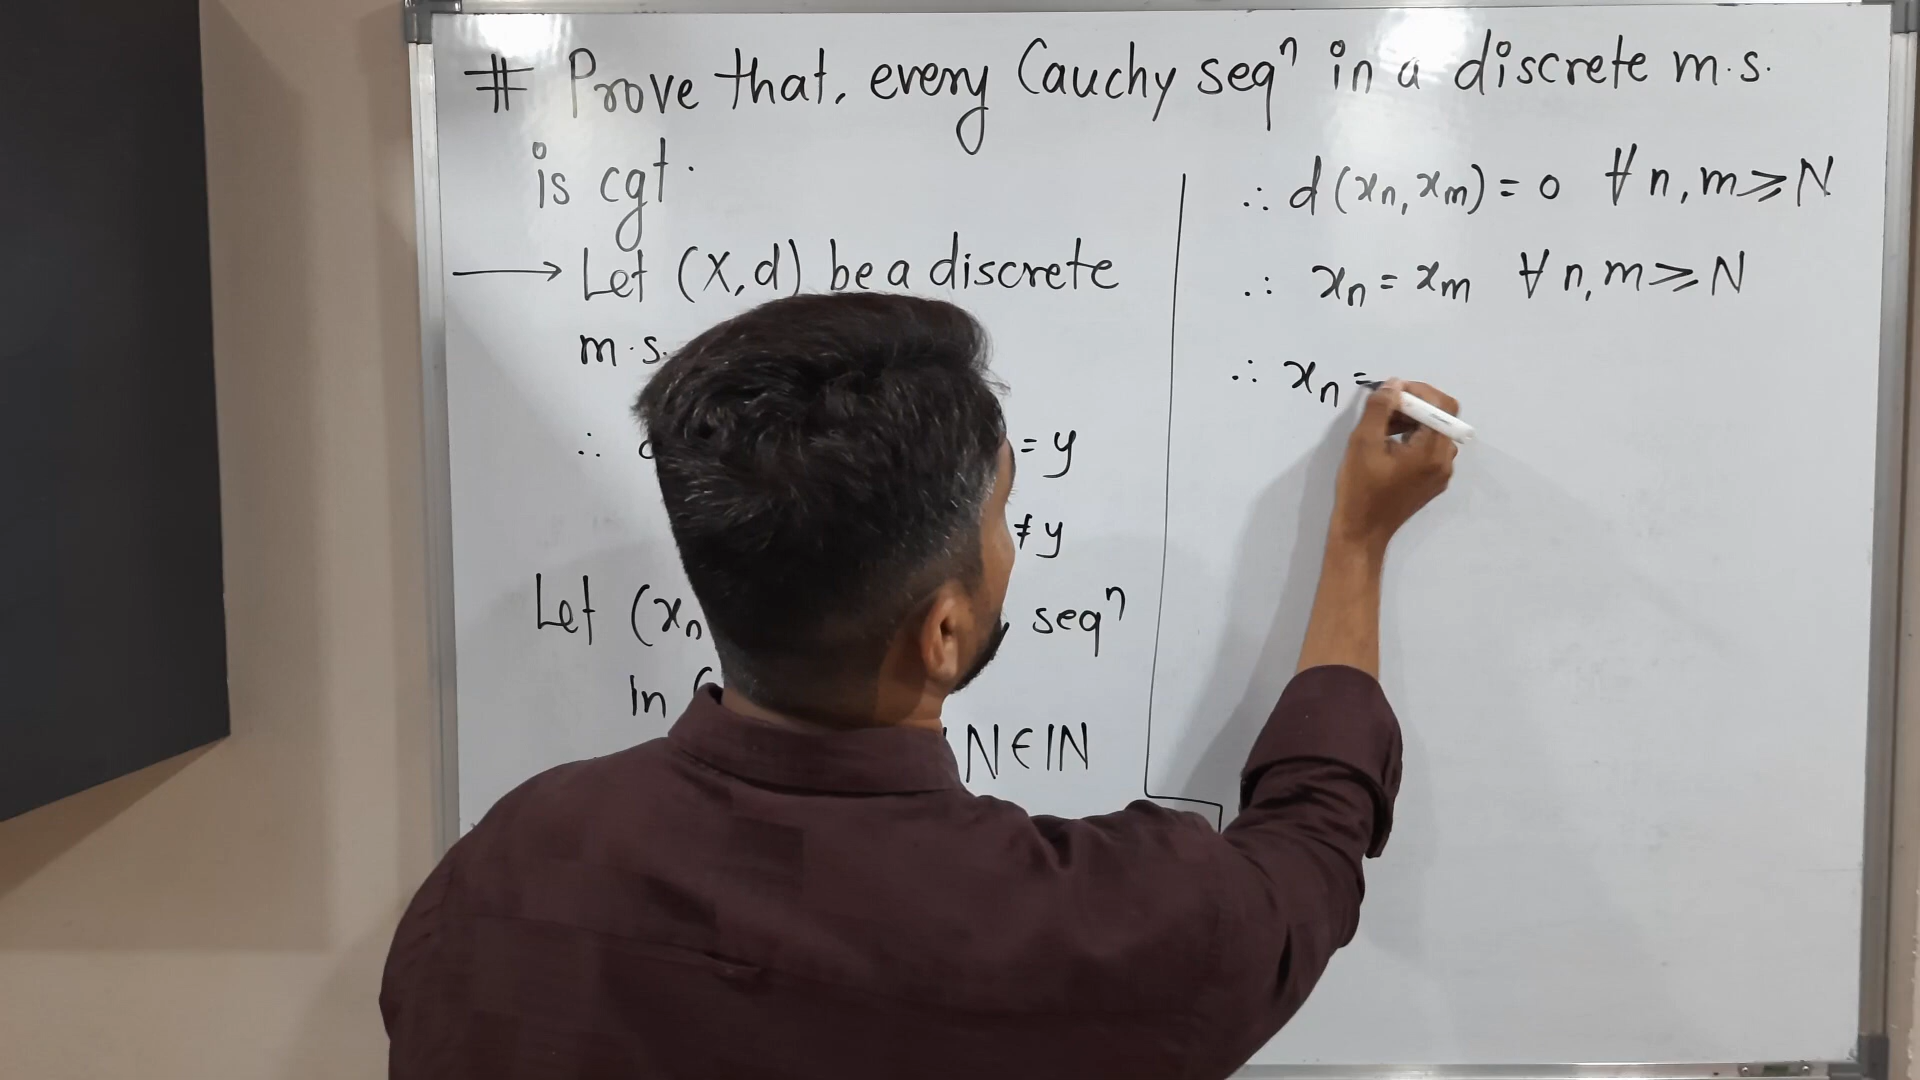 # Prove that, every Cauchy seqⁿ in a discrete m.s.
is cgt.
→ Let (X,d) be a discrete
m.s.
∴ = y
≠ y
Let (xₙ seqⁿ
In
N∈ℕ
∴ d(xₙ,xₘ) = 0 ∀ n,m⩾N
∴ xₙ = xₘ ∀ n,m⩾N
∴ xₙ =